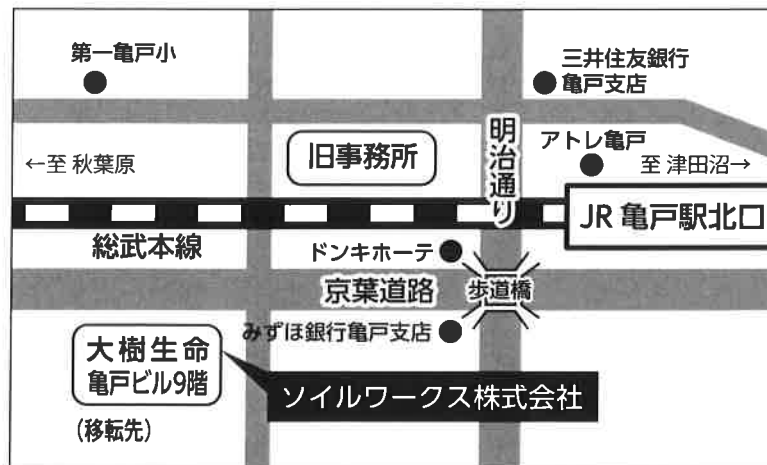 第一亀戸小
三井住友銀行
亀戸支店
明治通り
アトレ亀戸
←至 秋葉原
旧事務所
至 津田沼→
JR 亀戸駅北口
総武本線
ドンキホーテ
京葉道路
歩道橋
みずほ銀行亀戸支店
大樹生命
亀戸ビル9階
(移転先)
ソイルワークス株式会社